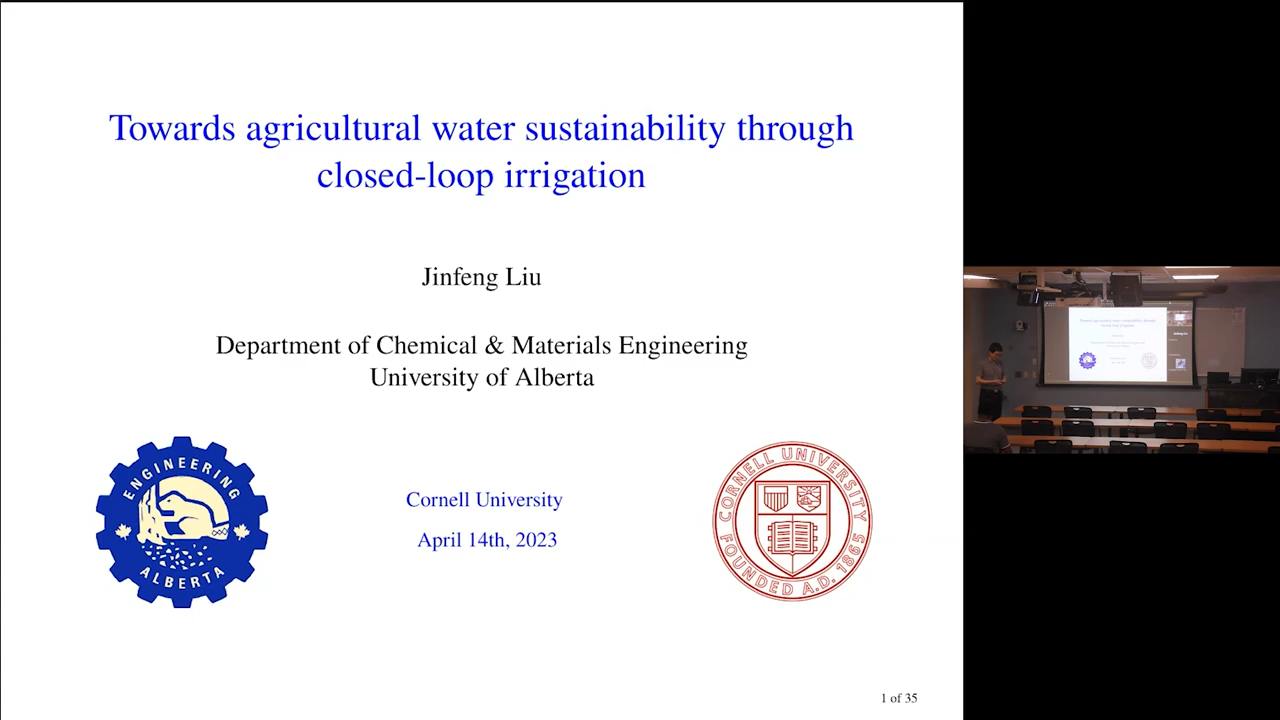 Towards agricultural water sustainability through
closed-loop irrigation
Jinfeng Liu
Department of Chemical & Materials Engineering
University of Alberta
ENGINEERING
ALBERTA
Cornell University
April 14th, 2023
CORNELL UNIVERSITY
FOUNDED A.D. 1865
1 of 35